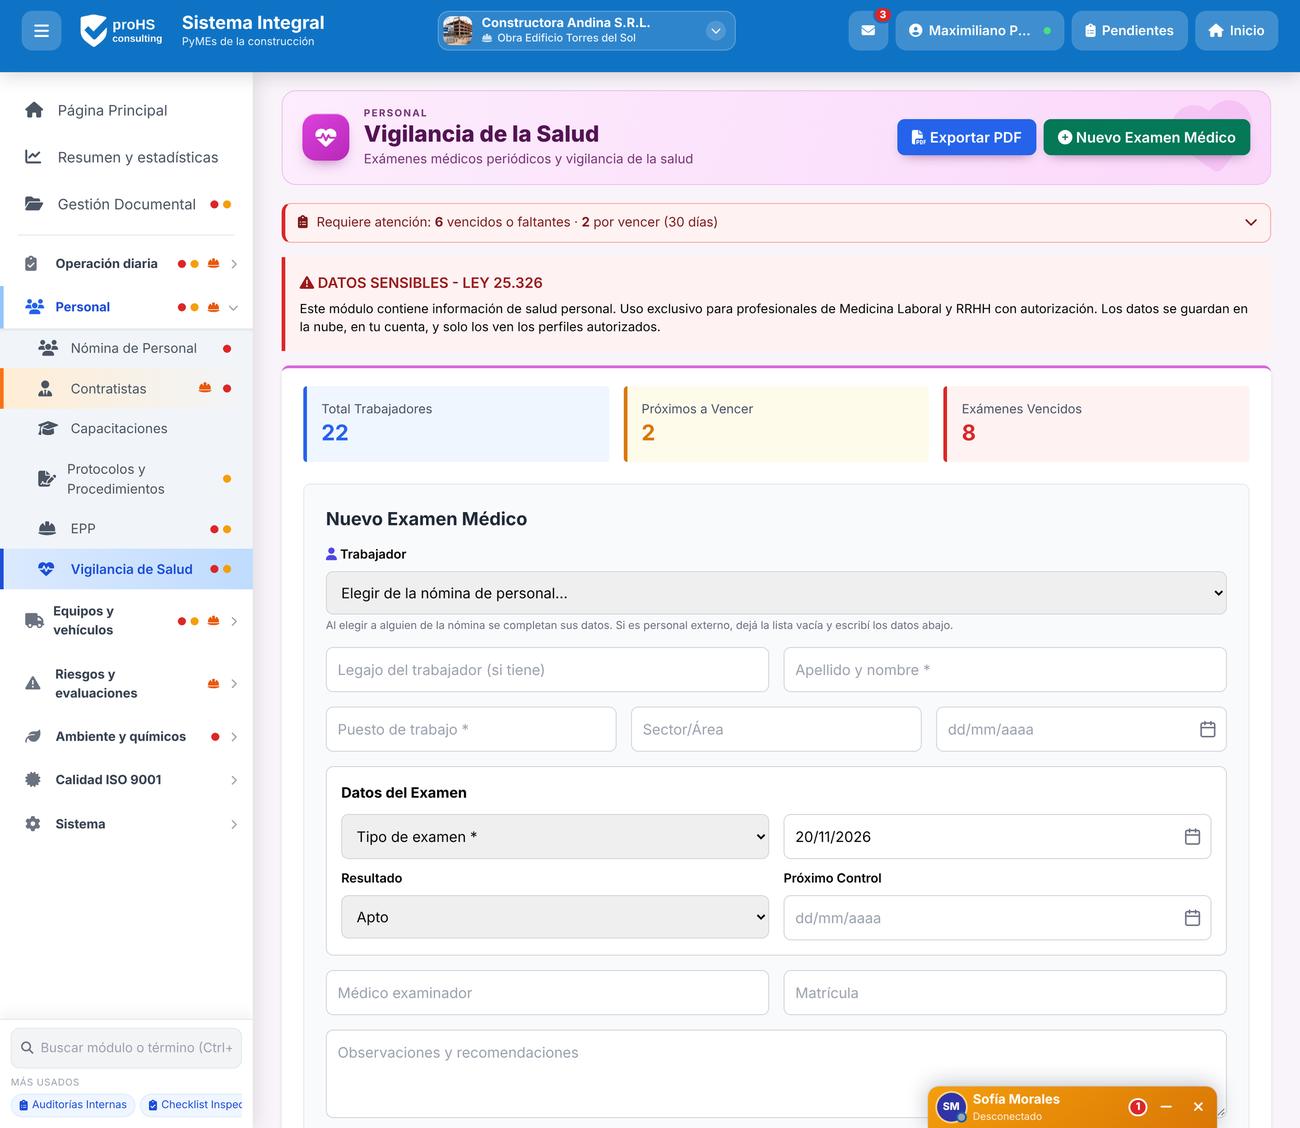 proHS
consulting
Sistema Integral
PyMEs de la construcción
Constructora Andina S.R.L.
Obra Edificio Torres del Sol
3
Maximiliano P...
Pendientes
Inicio
Página Principal
Resumen y estadísticas
Gestión Documental
Operación diaria
Personal
Nómina de Personal
Contratistas
Capacitaciones
Protocolos y
Procedimientos
EPP
Vigilancia de Salud
Equipos y
vehículos
Riesgos y
evaluaciones
Ambiente y químicos
Calidad ISO 9001
Sistema
Buscar módulo o término (Ctrl+
MÁS USADOS
Auditorías Internas
Checklist Inspec
PERSONAL
Vigilancia de la Salud
Exámenes médicos periódicos y vigilancia de la salud
Exportar PDF
Nuevo Examen Médico
Requiere atención: 6 vencidos o faltantes · 2 por vencer (30 días)
DATOS SENSIBLES - LEY 25.326
Este módulo contiene información de salud personal. Uso exclusivo para profesionales de Medicina Laboral y RRHH con autorización. Los datos se guardan en
la nube, en tu cuenta, y solo los ven los perfiles autorizados.
Total Trabajadores
22
Próximos a Vencer
2
Exámenes Vencidos
8
Nuevo Examen Médico
Trabajador
Elegir de la nómina de personal...
Al elegir a alguien de la nómina se completan sus datos. Si es personal externo, dejá la lista vacía y escribí los datos abajo.
Legajo del trabajador (si tiene)
Apellido y nombre *
Puesto de trabajo *
Sector/Área
dd/mm/aaaa
Datos del Examen
Tipo de examen *
20/11/2026
Resultado
Próximo Control
Apto
dd/mm/aaaa
Médico examinador
Matrícula
Observaciones y recomendaciones
SM
Sofía Morales
Desconectado
1